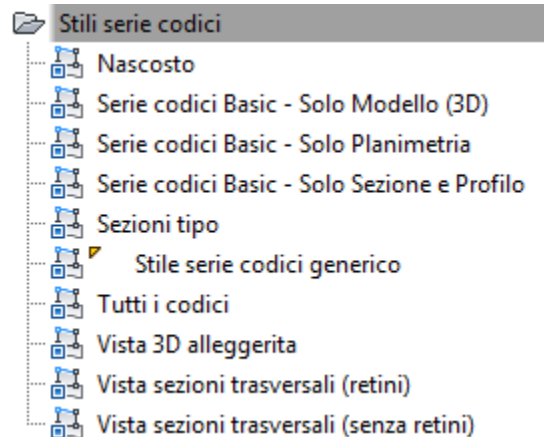 Stili serie codici
Nascosto
Serie codici Basic - Solo Modello (3D)
Serie codici Basic - Solo Planimetria
Serie codici Basic - Solo Sezione e Profilo
Sezioni tipo
Stile serie codici generico
Tutti i codici
Vista 3D alleggerita
Vista sezioni trasversali (retini)
Vista sezioni trasversali (senza retini)